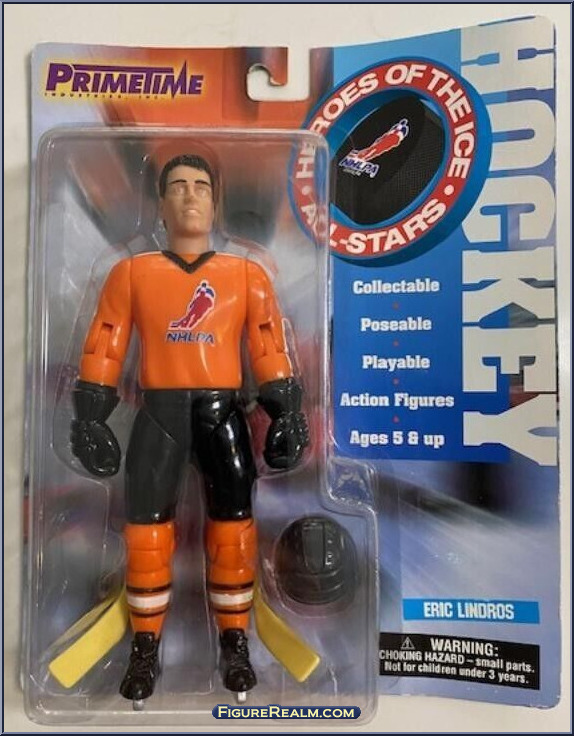 PRIMETIME
INDUSTRIES, INC.
HEROES OF THE ICE
ALL-STARS
NHLPA
HOCKEY
Collectable
Poseable
Playable
Action Figures
Ages 5 & up
NHLPA
ERIC LINDROS
WARNING:
CHOKING HAZARD – small parts.
Not for children under 3 years.
FIGUREREALM.COM